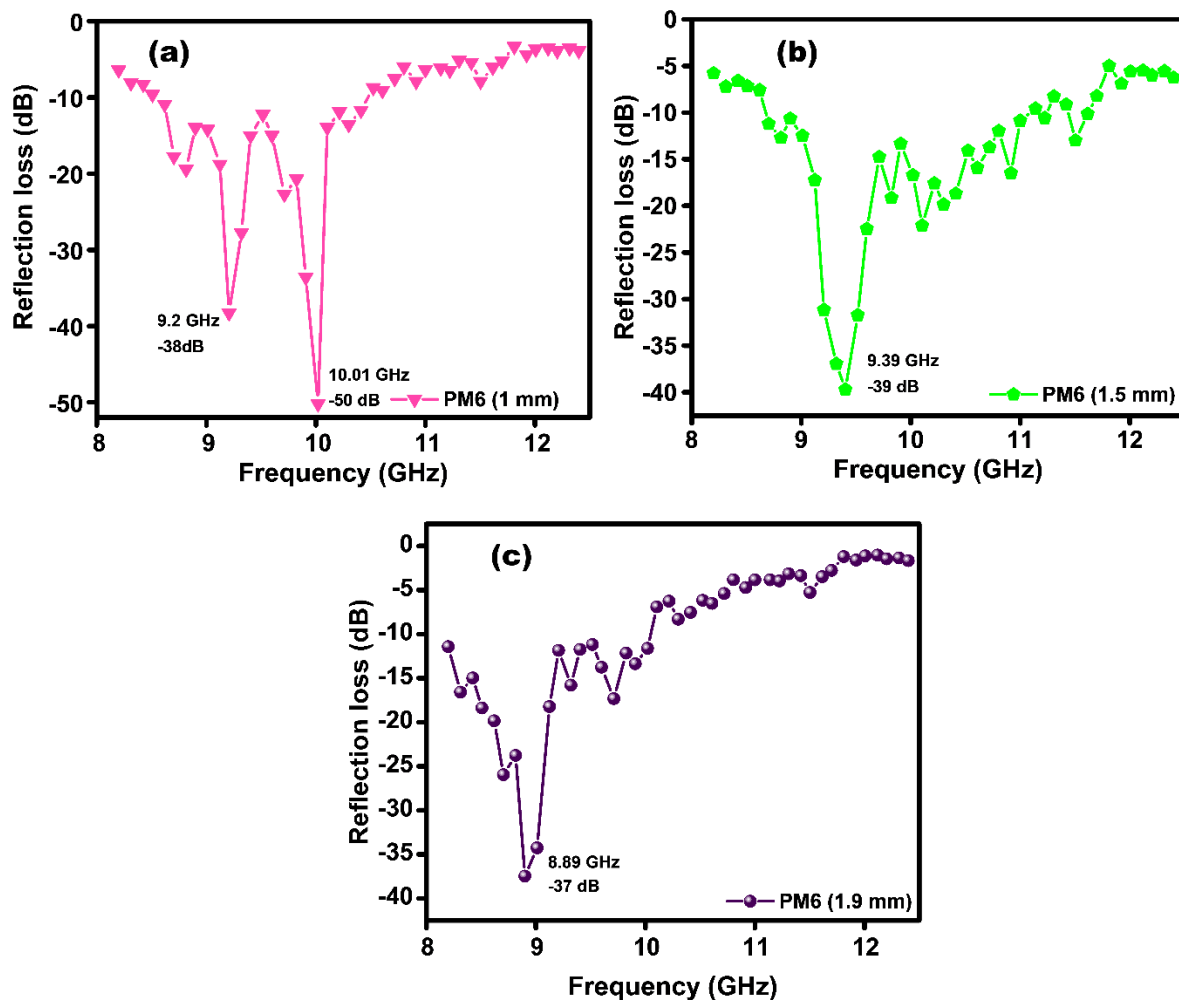 (a)
Reflection loss (dB)
0
-10
-20
-30
-40
-50
9.2 GHz
-38dB
10.01 GHz
-50 dB
PM6 (1 mm)
8
9
10
11
12
Frequency (GHz)
(b)
Reflection loss (dB)
0
-5
-10
-15
-20
-25
-30
-35
-40
9.39 GHz
-39 dB
PM6 (1.5 mm)
8
9
10
11
12
Frequency (GHz)
(c)
Reflection loss (dB)
0
-5
-10
-15
-20
-25
-30
-35
-40
8.89 GHz
-37 dB
PM6 (1.9 mm)
8
9
10
11
12
Frequency (GHz)